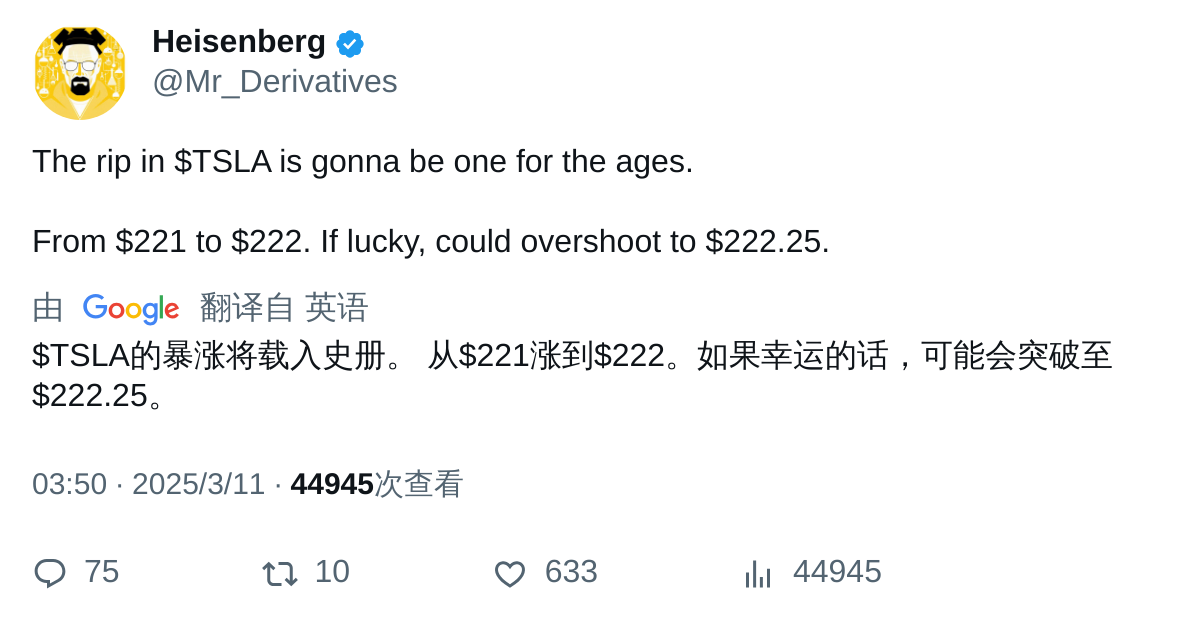 Heisenberg
@Mr_Derivatives
The rip in $TSLA is gonna be one for the ages.
From $221 to $222. If lucky, could overshoot to $222.25.
由 Google 翻译自 英语
$TSLA的暴涨将载入史册。 从$221涨到$222。如果幸运的话，可能会突破至
$222.25。
03:50 · 2025/3/11 · 44945次查看
75 10 633 44945